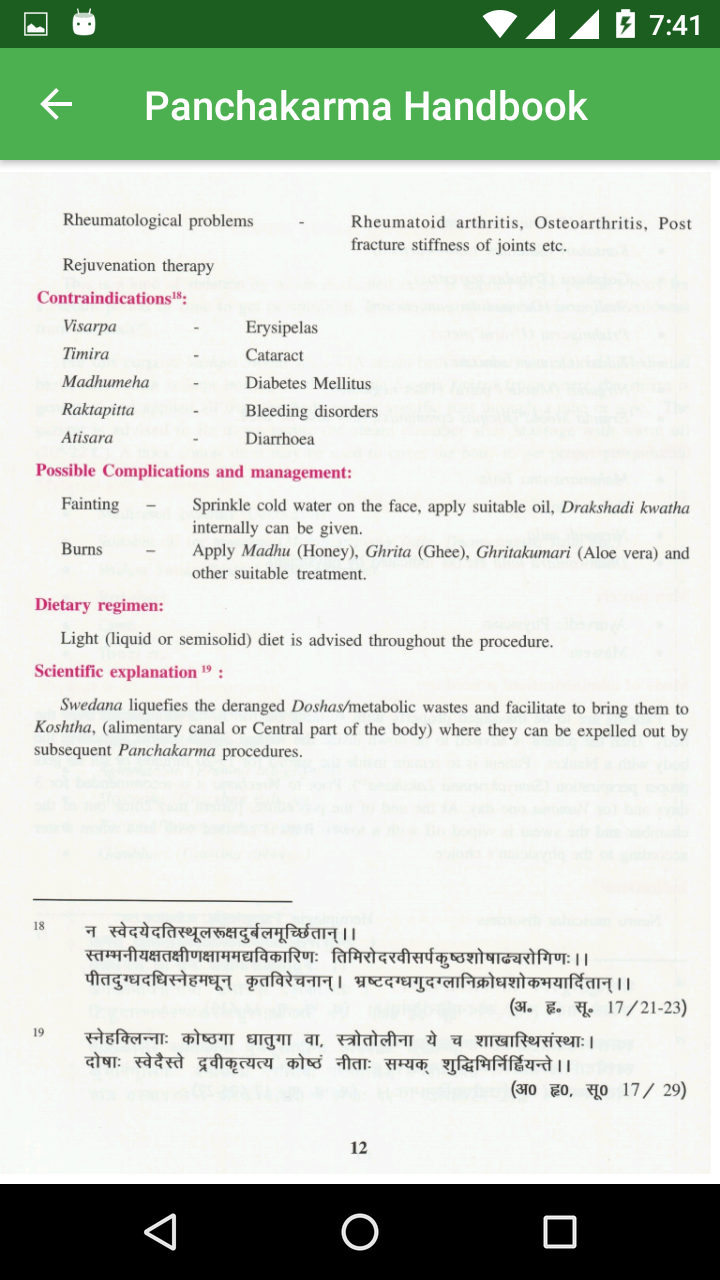 7:41
Panchakarma Handbook
Rheumatological problems - Rheumatoid arthritis, Osteoarthritis, Post
fracture stiffness of joints etc.
Rejuvenation therapy
Contraindications18:
Visarpa - Erysipelas
Timira - Cataract
Madhumeha - Diabetes Mellitus
Raktapitta - Bleeding disorders
Atisara - Diarrhoea
Possible Complications and management:
Fainting – Sprinkle cold water on the face, apply suitable oil, Drakshadi kwatha
internally can be given.
Burns – Apply Madhu (Honey), Ghrita (Ghee), Ghritakumari (Aloe vera) and
other suitable treatment.
Dietary regimen:
Light (liquid or semisolid) diet is advised throughout the procedure.
Scientific explanation 19 :
Swedana liquefies the deranged Doshas/metabolic wastes and facilitate to bring them to
Koshtha, (alimentary canal or Central part of the body) where they can be expelled out by
subsequent Panchakarma procedures.
18 न स्वेदयेदतिस्थूलरूक्षदुर्बलमूर्च्छितान्।।
स्तम्भनीयक्षतक्षीणक्षाममद्यविकारिणः तिमिरोदरवीसर्पकुष्ठशोषाढ्यरोगिणः।।
पीतदुग्धदधिस्नेहमधून् कृतविरेचनान्। भ्रष्टदग्धगुदग्लानिक्रोधशोकभयार्दितान्।।
(अ॰ हृ॰ सू॰ 17/21-23)
19 स्नेहक्लिन्नाः कोष्ठगा धातुगा वा, स्त्रोतोलीना ये च शाखास्थिसंस्थाः।
दोषाः स्वेदैस्ते द्रवीकृत्यत्य कोष्ठं नीताः सम्यक् शुद्धिभिर्निर्ह्रियन्ते।।
(अ0 हृ0, सू0 17/ 29)
12